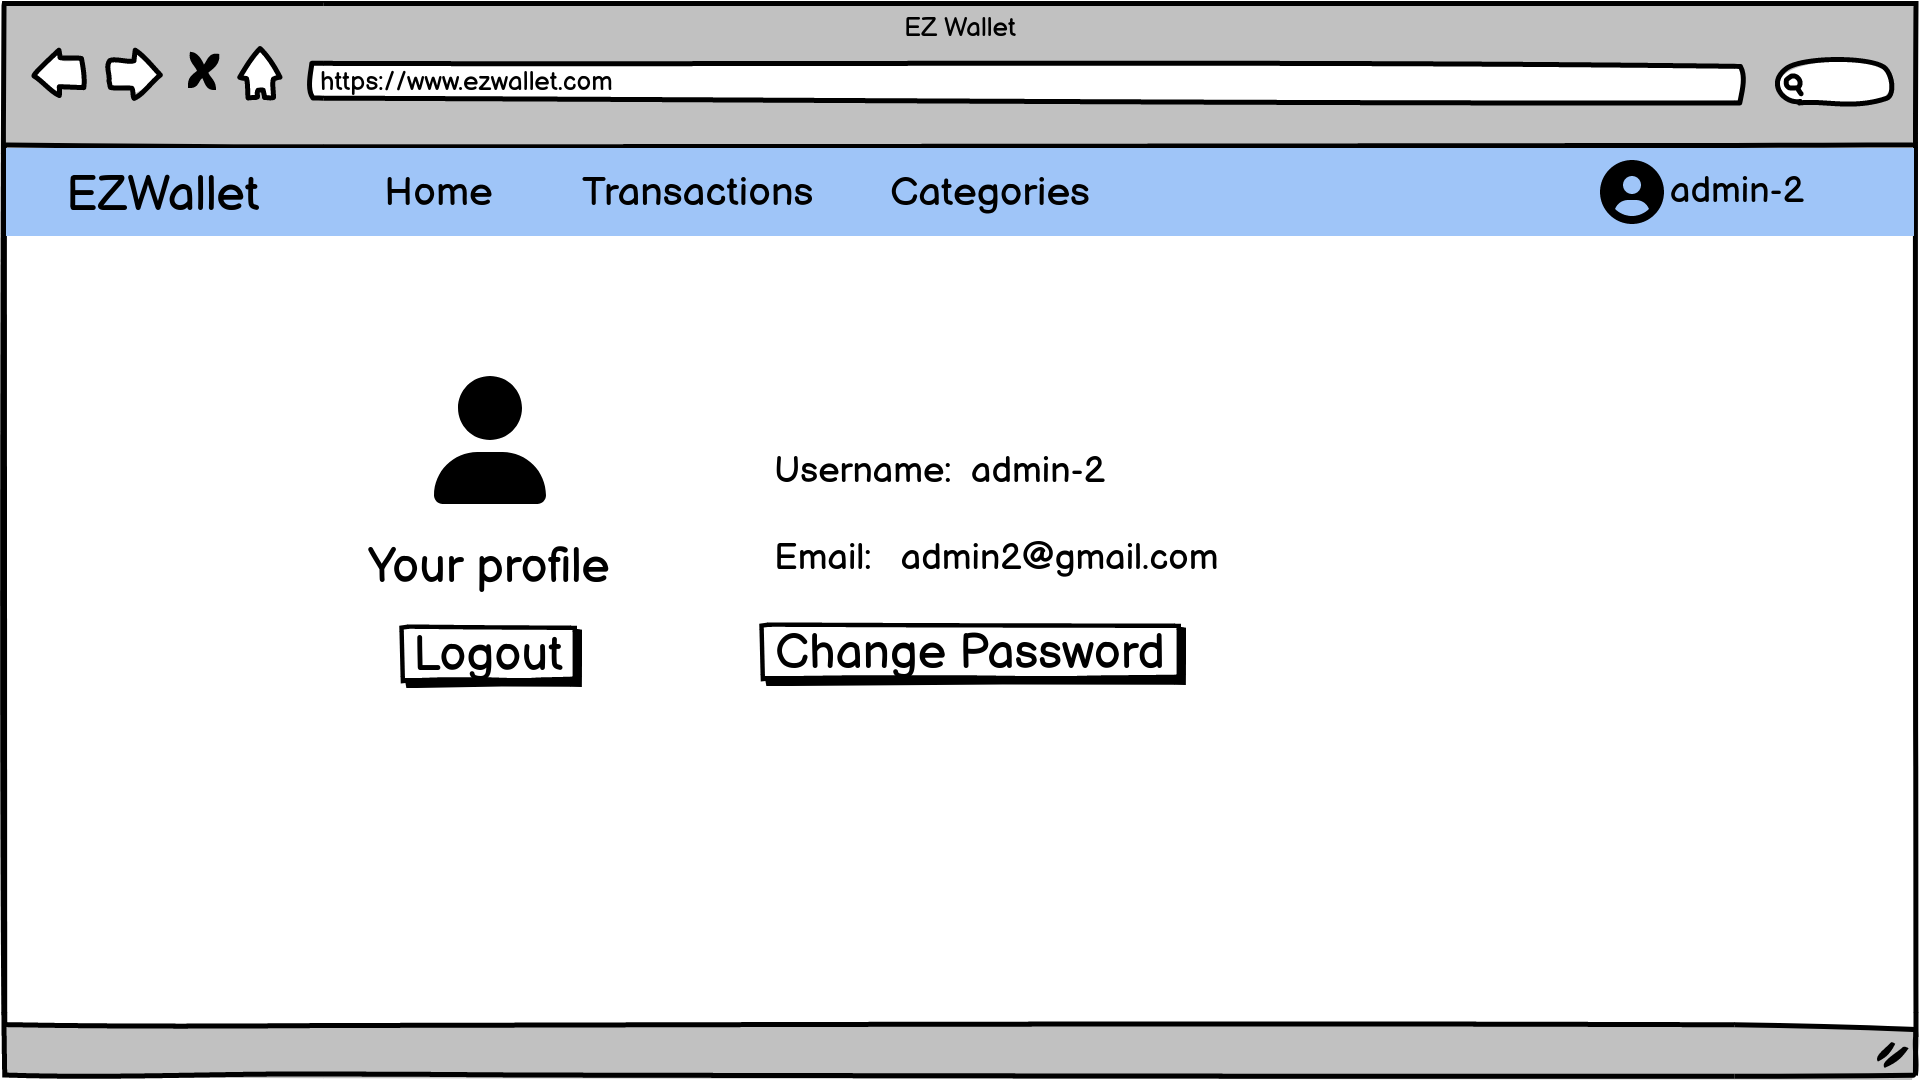 EZ Wallet
https://www.ezwallet.com
EZWallet Home Transactions Categories admin-2
Username: admin-2
Email: admin2@gmail.com
Your profile
Logout
Change Password